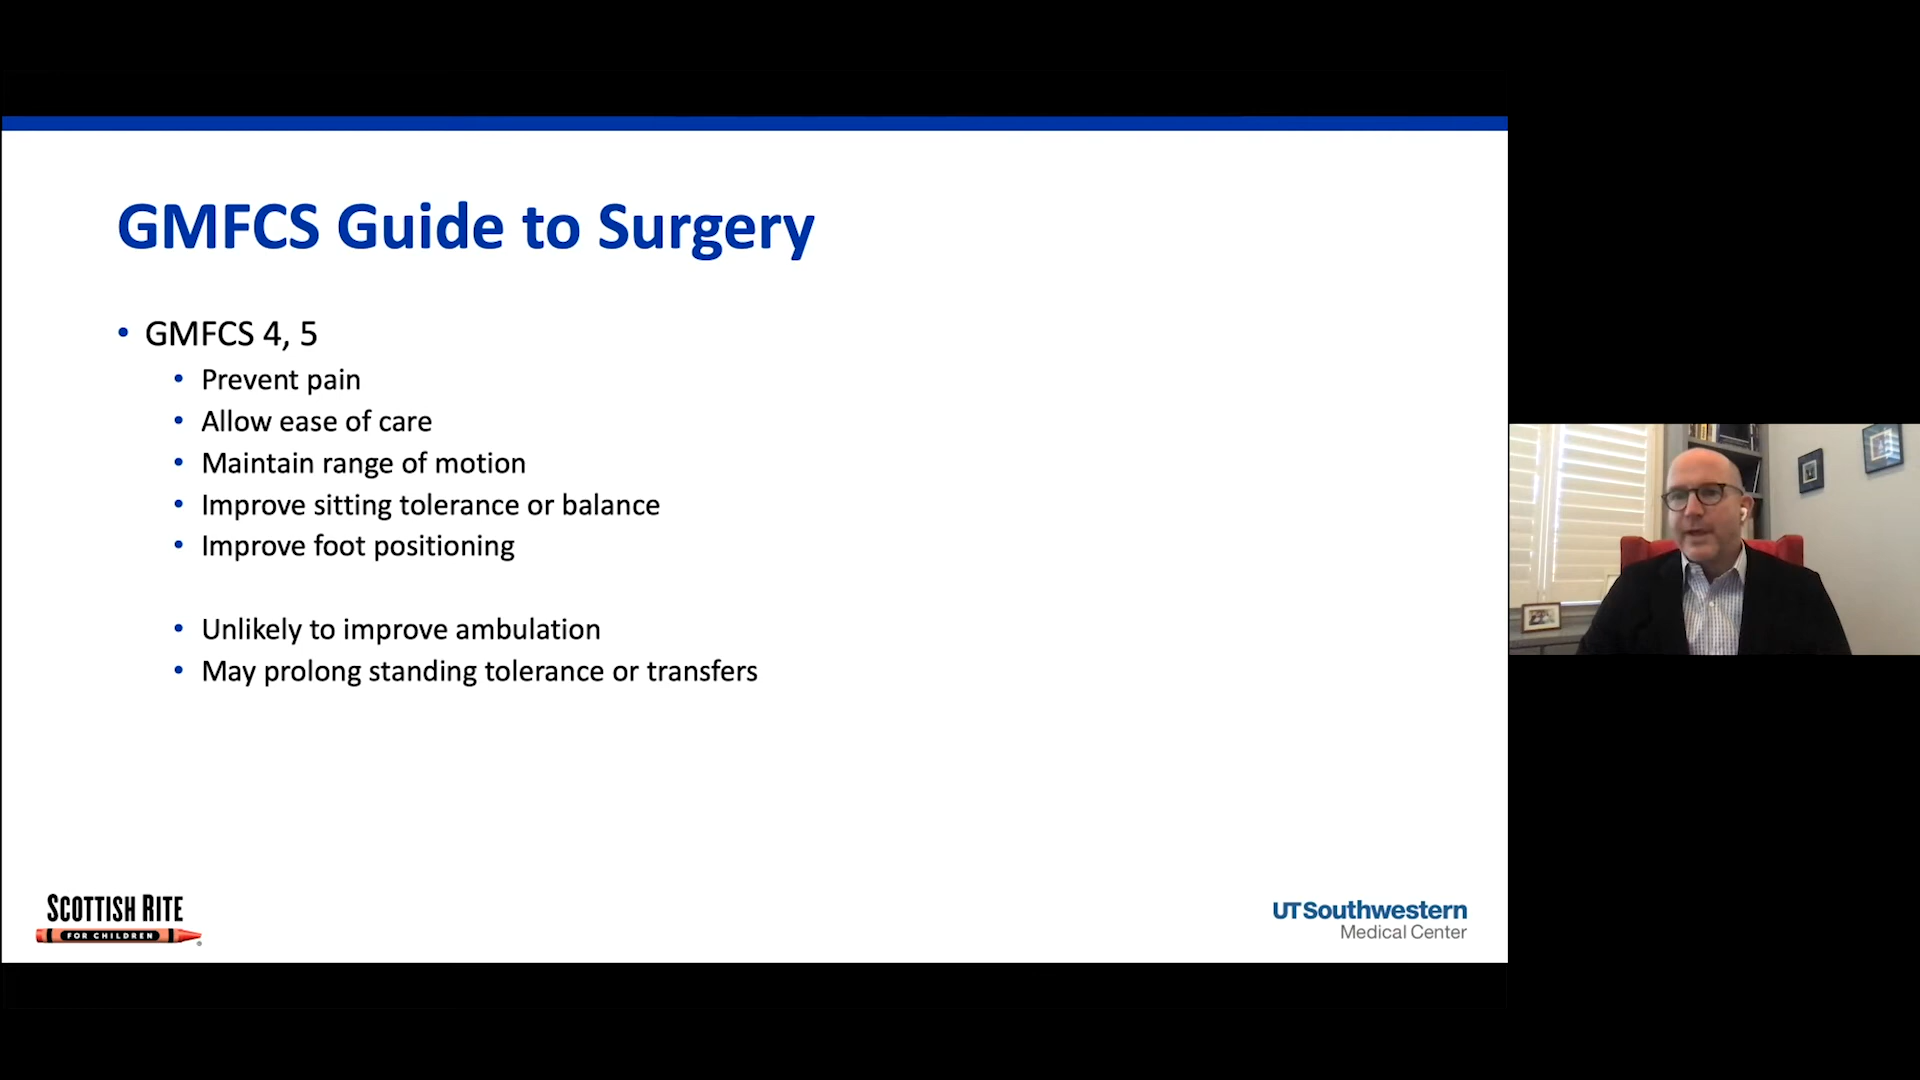 GMFCS Guide to Surgery
• GMFCS 4, 5
• Prevent pain
• Allow ease of care
• Maintain range of motion
• Improve sitting tolerance or balance
• Improve foot positioning
• Unlikely to improve ambulation
• May prolong standing tolerance or transfers
SCOTTISH RITE
FOR CHILDREN
®
UTSouthwestern
Medical Center